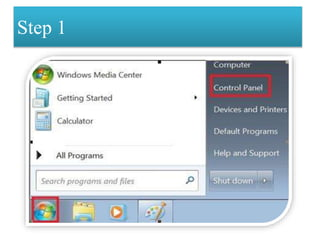 Step 1
Computer
Windows Media Center
Control Panel
Getting Started
Devices and Printers
Calculator
Default Programs
All Programs
Help and Support
Search programs and files
Shut down